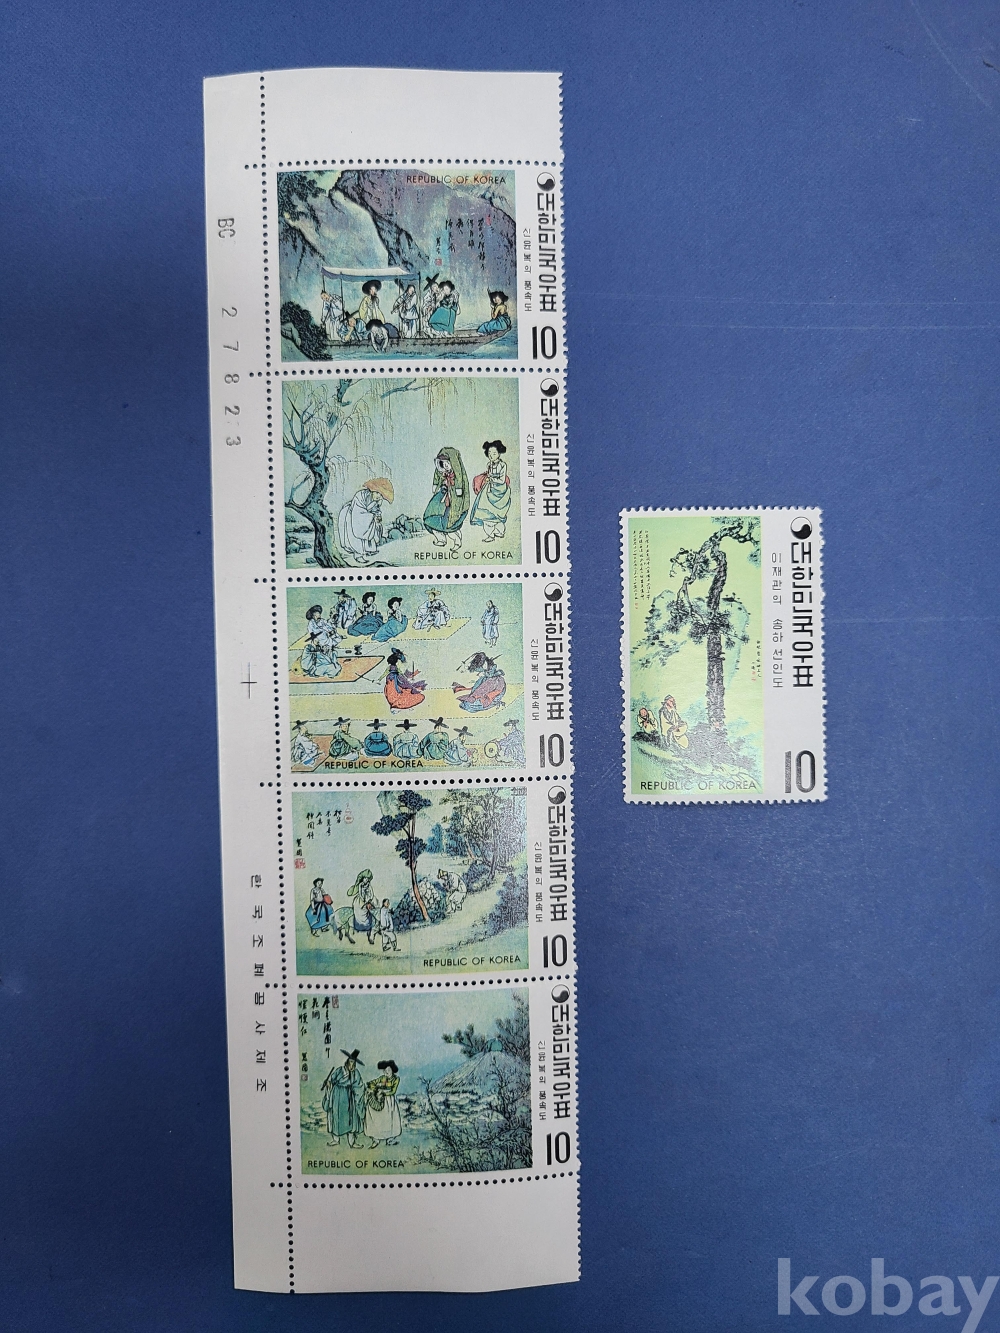 REPUBLIC OF KOREA
대한민국우표
신윤복의 풍속도
10
대한민국우표
신윤복의 풍속도
REPUBLIC OF KOREA
10
대한민국우표
신윤복의 풍속도
REPUBLIC OF KOREA
10
대한민국우표
신윤복의 풍속도
REPUBLIC OF KOREA
10
대한민국우표
신윤복의 풍속도
REPUBLIC OF KOREA
10
BC 27823
한국조폐공사제조
대한민국우표
이재관의 송하 선인도
REPUBLIC OF KOREA
10
kobay